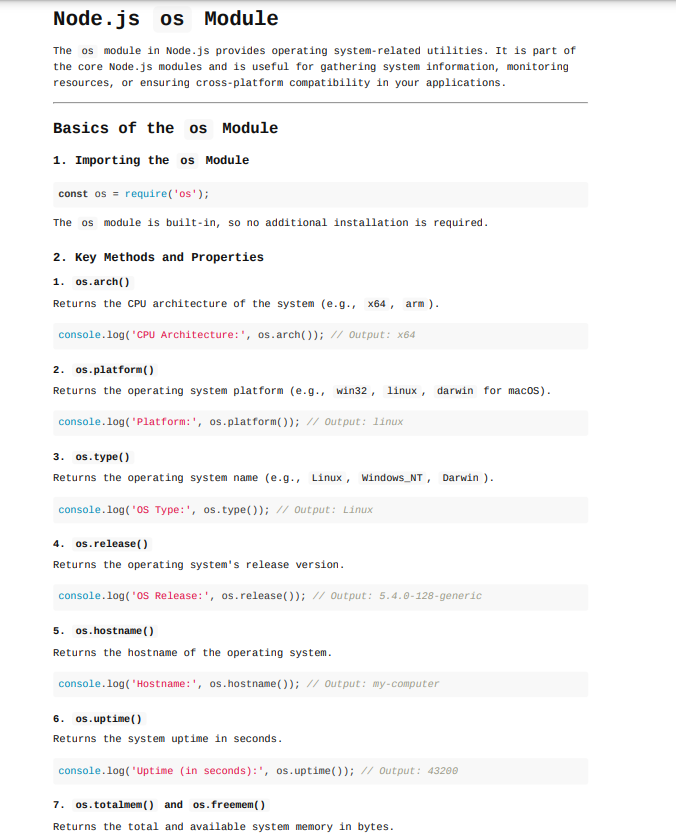 Node.js os Module
The os module in Node.js provides operating system-related utilities. It is part of
the core Node.js modules and is useful for gathering system information, monitoring
resources, or ensuring cross-platform compatibility in your applications.
Basics of the os Module
1. Importing the os Module
const os = require('os');
The os module is built-in, so no additional installation is required.
2. Key Methods and Properties
1. os.arch()
Returns the CPU architecture of the system (e.g., x64, arm).
console.log('CPU Architecture:', os.arch()); // Output: x64
2. os.platform()
Returns the operating system platform (e.g., win32, linux, darwin for macOS).
console.log('Platform:', os.platform()); // Output: linux
3. os.type()
Returns the operating system name (e.g., Linux, Windows_NT, Darwin).
console.log('OS Type:', os.type()); // Output: Linux
4. os.release()
Returns the operating system's release version.
console.log('OS Release:', os.release()); // Output: 5.4.0-128-generic
5. os.hostname()
Returns the hostname of the operating system.
console.log('Hostname:', os.hostname()); // Output: my-computer
6. os.uptime()
Returns the system uptime in seconds.
console.log('Uptime (in seconds):', os.uptime()); // Output: 43200
7. os.totalmem() and os.freemem()
Returns the total and available system memory in bytes.